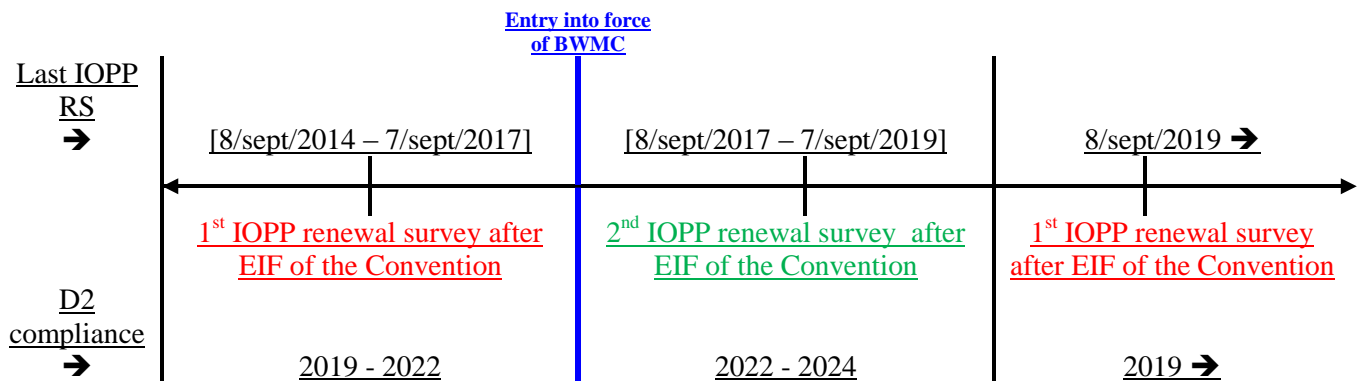 Entry into force
of BWMC
Last IOPP
RS
➔
[8/sept/2014 – 7/sept/2017]
[8/sept/2017 – 7/sept/2019]
8/sept/2019 ➔
1st IOPP renewal survey after
EIF of the Convention
2nd IOPP renewal survey  after
EIF of the Convention
1st IOPP renewal survey
after EIF of the Convention
D2
compliance
➔
2019 - 2022
2022 - 2024
2019 ➔